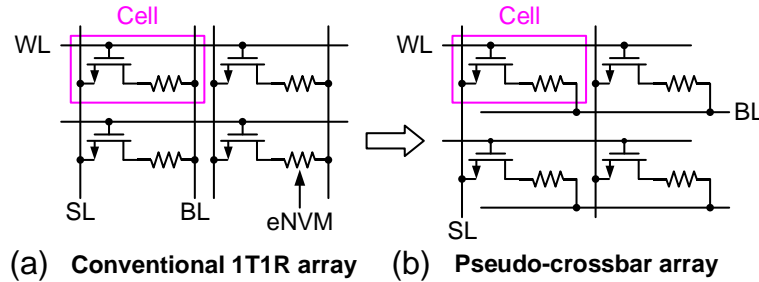 Cell
WL
SL
BL
eNVM
(a) Conventional 1T1R array
Cell
WL
BL
SL
(b) Pseudo-crossbar array